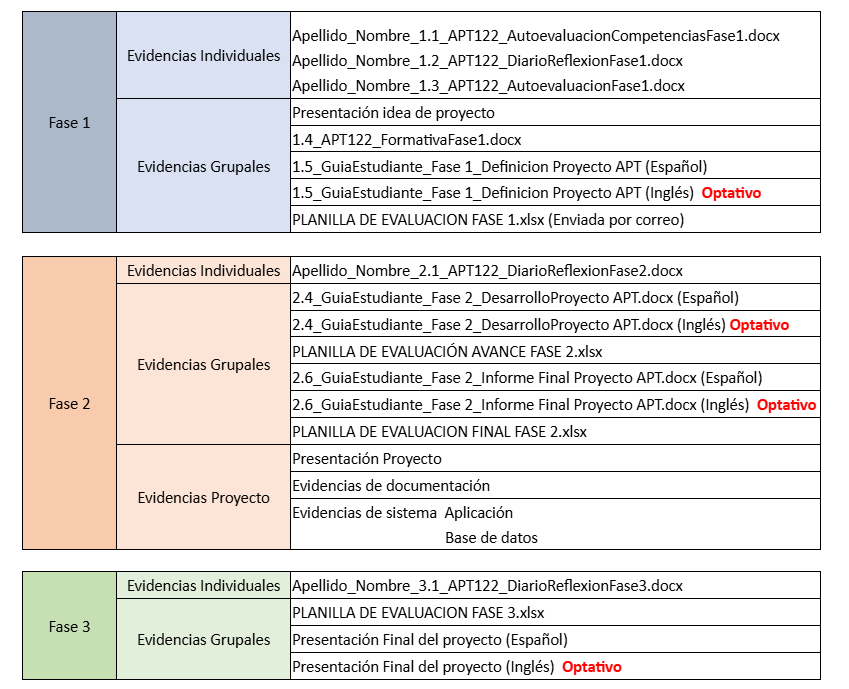 Fase 1
Evidencias Individuales
Apellido_Nombre_1.1_APT122_AutoevaluacionCompetenciasFase1.docx
Apellido_Nombre_1.2_APT122_DiarioReflexionFase1.docx
Apellido_Nombre_1.3_APT122_AutoevaluacionFase1.docx
Evidencias Grupales
Presentación idea de proyecto
1.4_APT122_FormativaFase1.docx
1.5_GuiaEstudiante_Fase 1_Definicion Proyecto APT (Español)
1.5_GuiaEstudiante_Fase 1_Definicion Proyecto APT (Inglés) Optativo
PLANILLA DE EVALUACION FASE 1.xlsx (Enviada por correo)
Fase 2
Evidencias Individuales
Apellido_Nombre_2.1_APT122_DiarioReflexionFase2.docx
Evidencias Grupales
2.4_GuiaEstudiante_Fase 2_DesarrolloProyecto APT.docx (Español)
2.4_GuiaEstudiante_Fase 2_DesarrolloProyecto APT.docx (Inglés) Optativo
PLANILLA DE EVALUACIÓN AVANCE FASE 2.xlsx
2.6_GuiaEstudiante_Fase 2_Informe Final Proyecto APT.docx (Español)
2.6_GuiaEstudiante_Fase 2_Informe Final Proyecto APT.docx (Inglés) Optativo
PLANILLA DE EVALUACION FINAL FASE 2.xlsx
Evidencias Proyecto
Presentación Proyecto
Evidencias de documentación
Evidencias de sistema Aplicación
Base de datos
Fase 3
Evidencias Individuales
Apellido_Nombre_3.1_APT122_DiarioReflexionFase3.docx
Evidencias Grupales
PLANILLA DE EVALUACION FASE 3.xlsx
Presentación Final del proyecto (Español)
Presentación Final del proyecto (Inglés) Optativo